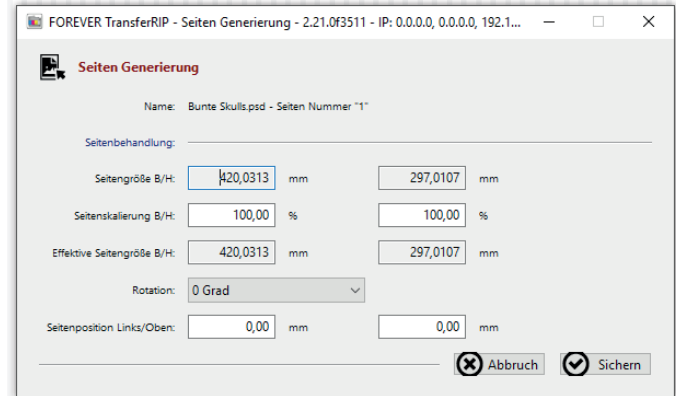 FOREVER TransferRIP - Seiten Generierung - 2.21.0f3511 - IP: 0.0.0.0, 0.0.0.0, 192.1...
Seiten Generierung
Name: Bunte Skulls.psd - Seiten Nummer "1"
Seitenbehandlung:
Seitengröße B/H: 420,0313 mm 297,0107 mm
Seitenskalierung B/H: 100,00 % 100,00 %
Effektive Seitengröße B/H: 420,0313 mm 297,0107 mm
Rotation: 0 Grad
Seitenposition Links/Oben: 0,00 mm 0,00 mm
Abbruch Sichern